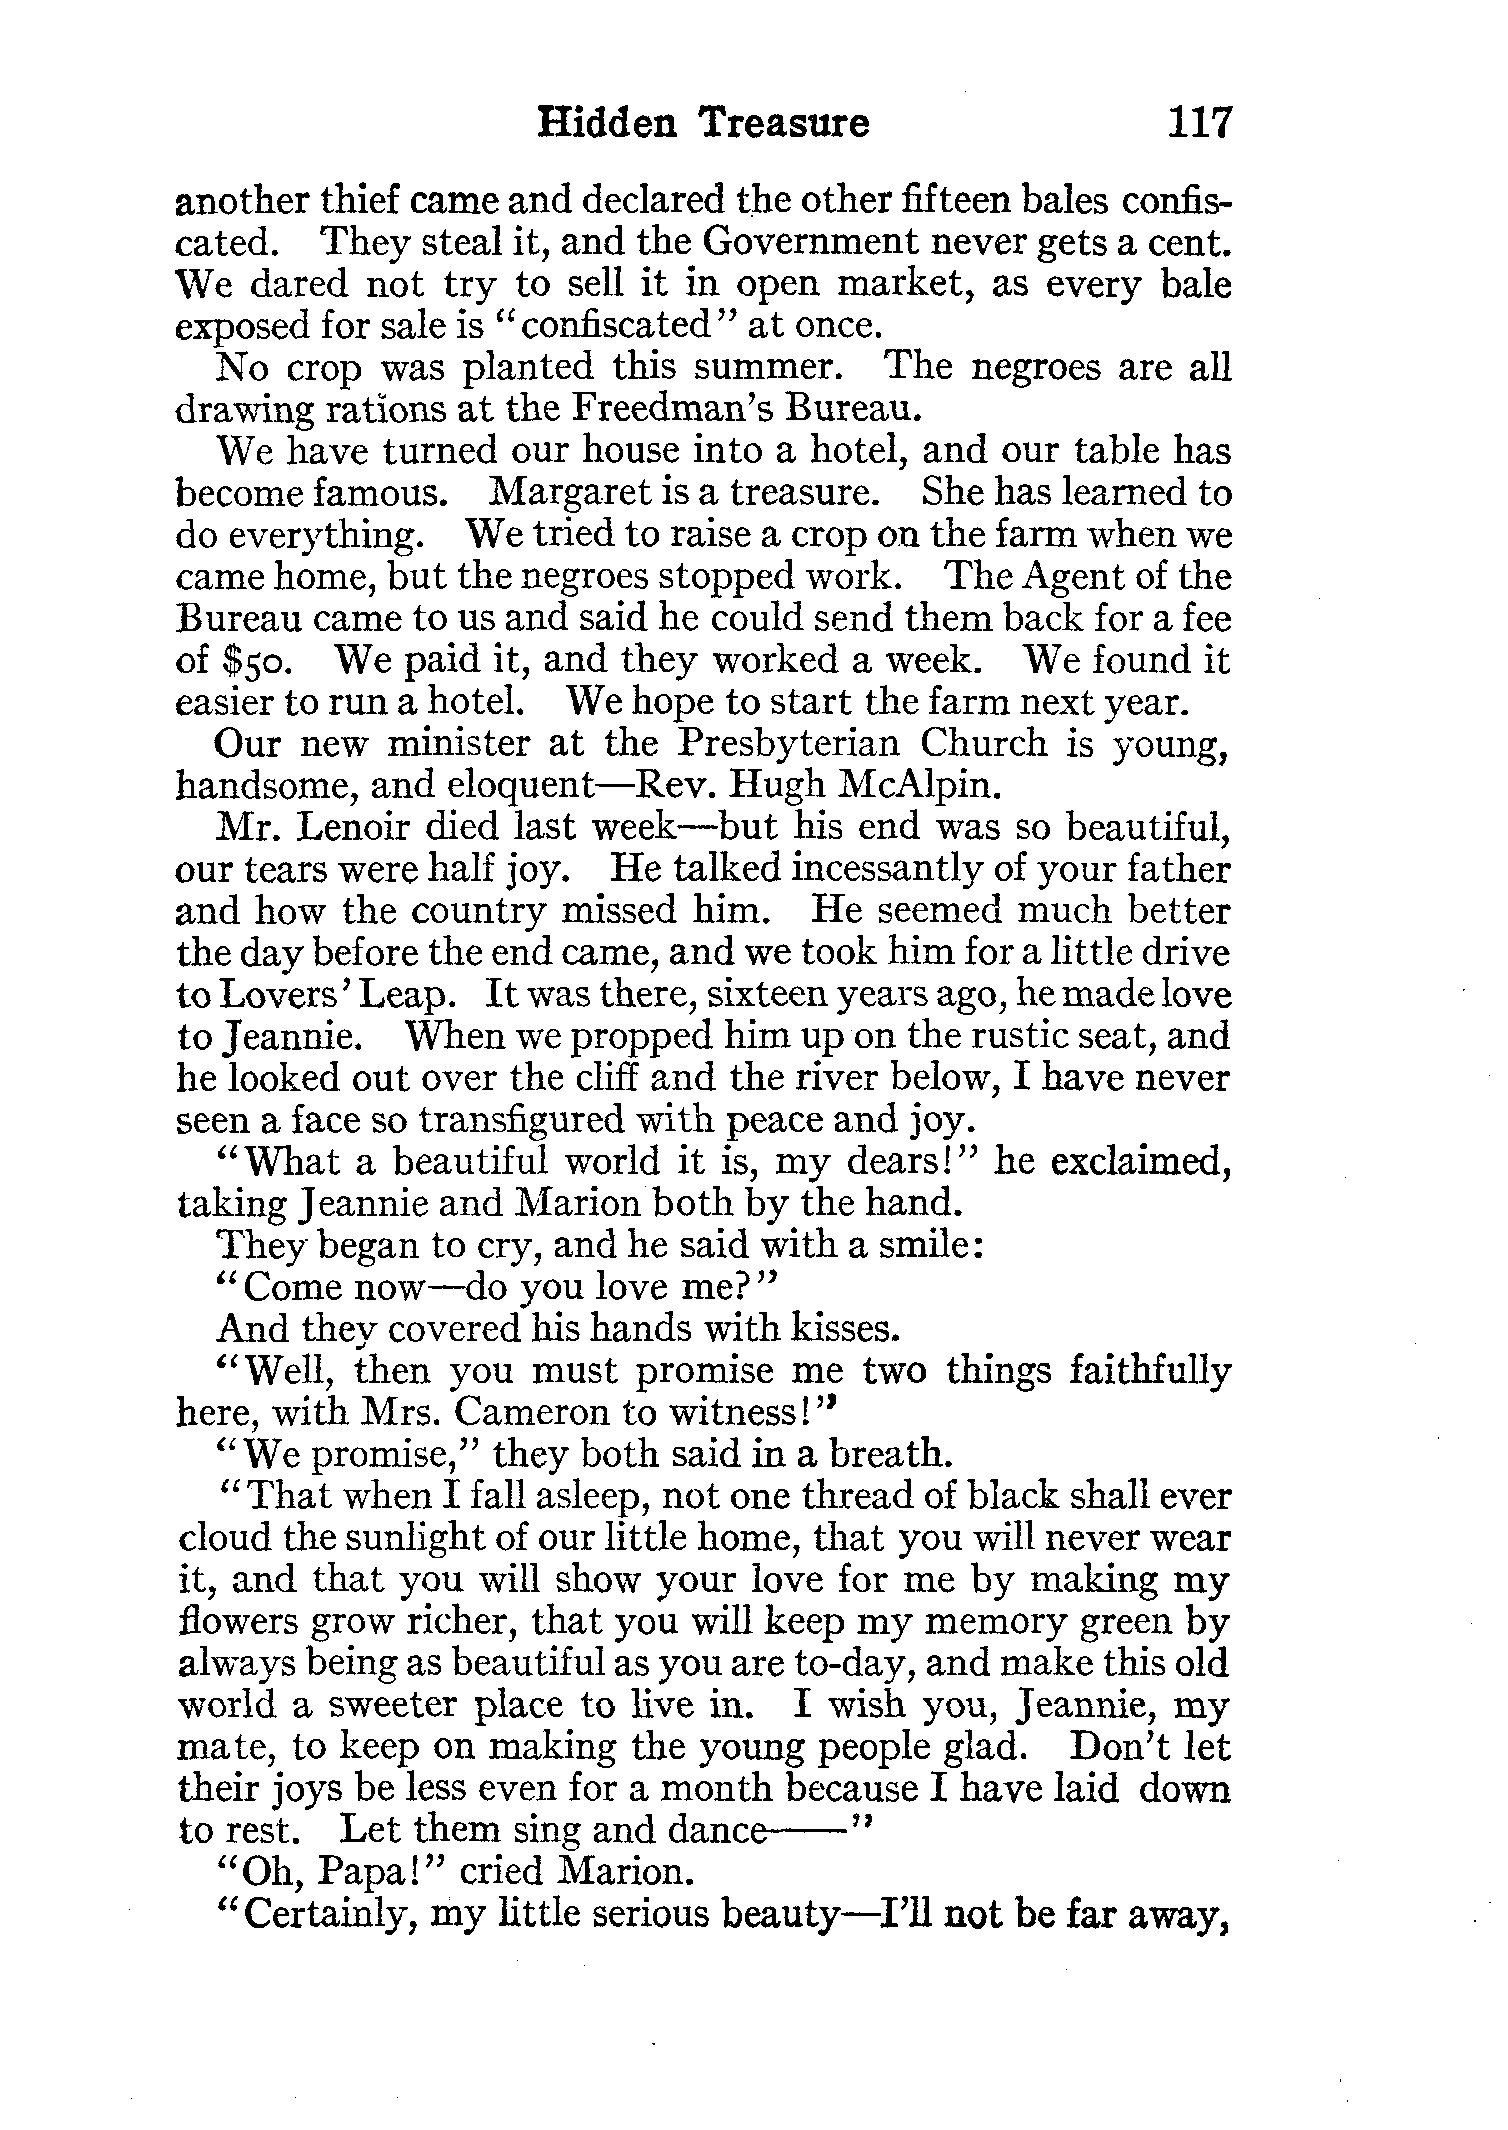 Hidden Treasure 117
another thief came and declared the other fifteen bales confis-
cated. They steal it, and the Government never gets a cent.
We dared not try to sell it in open market, as every bale
exposed for sale is "confiscated" at once.
No crop was planted this summer. The negroes are all
drawing rations at the Freedman's Bureau.
We have turned our house into a hotel, and our table has
become famous. Margaret is a treasure. She has learned to
do everything. We tried to raise a crop on the farm when we
came home, but the negroes stopped work. The Agent of the
Bureau came to us and said he could send them back for a fee
of $50. We paid it, and they worked a week. We found it
easier to run a hotel. We hope to start the farm next year.
Our new minister at the Presbyterian Church is young,
handsome, and eloquent—Rev. Hugh McAlpin.
Mr. Lenoir died last week—but his end was so beautiful,
our tears were half joy. He talked incessantly of your father
and how the country missed him. He seemed much better
the day before the end came, and we took him for a little drive
to Lovers' Leap. It was there, sixteen years ago, he made love
to Jeannie. When we propped him up on the rustic seat, and
he looked out over the cliff and the river below, I have never
seen a face so transfigured with peace and joy.
"What a beautiful world it is, my dears!" he exclaimed,
taking Jeannie and Marion both by the hand.
They began to cry, and he said with a smile:
"Come now—do you love me?"
And they covered his hands with kisses.
"Well, then you must promise me two things faithfully
here, with Mrs. Cameron to witness!"
"We promise," they both said in a breath.
"That when I fall asleep, not one thread of black shall ever
cloud the sunlight of our little home, that you will never wear
it, and that you will show your love for me by making my
flowers grow richer, that you will keep my memory green by
always being as beautiful as you are to-day, and make this old
world a sweeter place to live in. I wish you, Jeannie, my
mate, to keep on making the young people glad. Don't let
their joys be less even for a month because I have laid down
to rest. Let them sing and dance——"
"Oh, Papa!" cried Marion.
"Certainly, my little serious beauty—I'll not be far away,